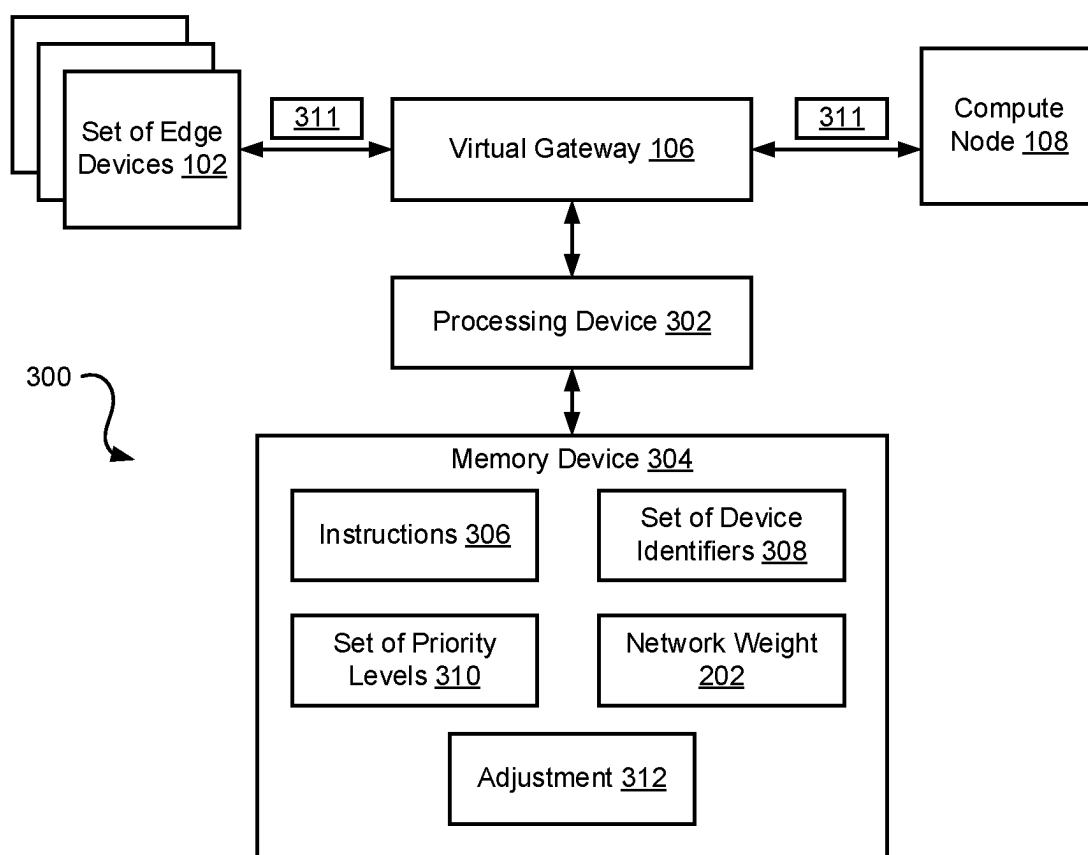 311
311
Set of Edge
Devices 102
Virtual Gateway 106
Compute
Node 108
Processing Device 302
300
Memory Device 304
Instructions 306
Set of Device
Identifiers 308
Set of Priority
Levels 310
Network Weight
202
Adjustment 312